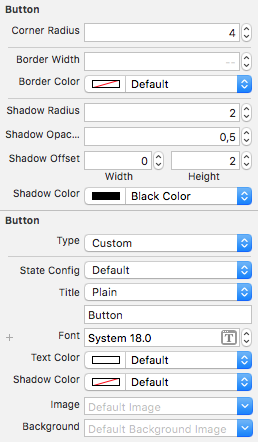 Button
Corner Radius 4
Border Width --
Border Color Default
Shadow Radius 2
Shadow Opac... 0,5
Shadow Offset 0 2
Width Height
Shadow Color Black Color
Button
Type Custom
State Config Default
Title Plain
Button
+ Font System 18.0 T
Text Color Default
Shadow Color Default
Image Default Image
Background Default Background Image